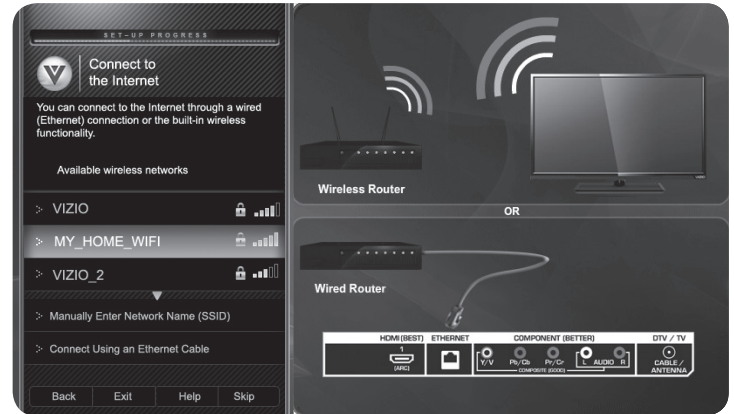 SET-UP PROGRESS
V
Connect to
the Internet
You can connect to the Internet through a wired
(Ethernet) connection or the built-in wireless
functionality.
Available wireless networks
> VIZIO
> MY_HOME_WIFI
> VIZIO_2
> Manually Enter Network Name (SSID)
> Connect Using an Ethernet Cable
Back Exit Help Skip
Wireless Router
OR
Wired Router
HDMI (BEST) ETHERNET COMPONENT (BETTER) DTV / TV
1
(ARC)
Y/V Pb/Cb Pr/Cr L AUDIO R
COMPOSITE (GOOD)
CABLE /
ANTENNA